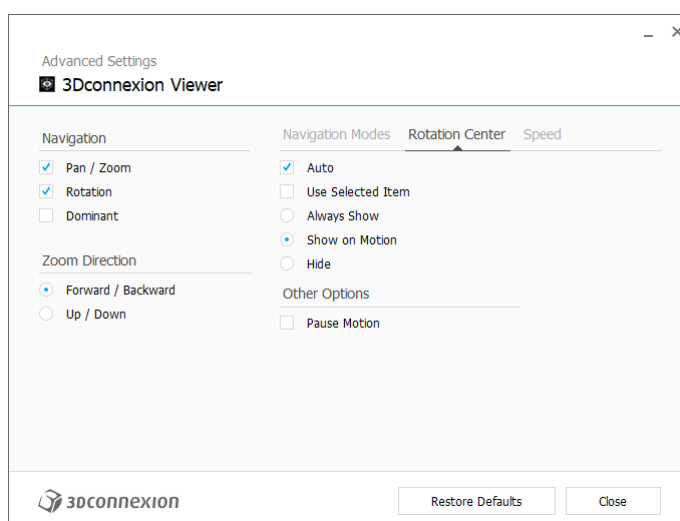 Advanced Settings
3Dconnexion Viewer
Navigation
Pan / Zoom
Rotation
Dominant
Zoom Direction
Forward / Backward
Up / Down
Navigation Modes Rotation Center Speed
Auto
Use Selected Item
Always Show
Show on Motion
Hide
Other Options
Pause Motion
3Dconnexion
Restore Defaults Close